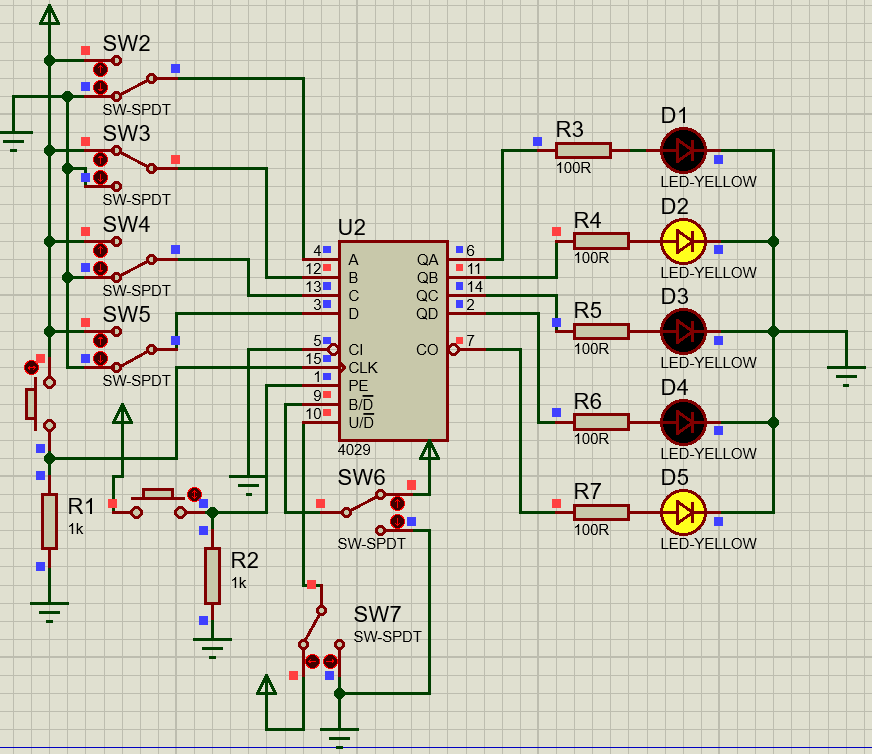 SW2
SW-SPDT
SW3
SW-SPDT
SW4
SW-SPDT
SW5
SW-SPDT
R1
1k
R2
1k
U2
4 A QA 6
12 B QB 11
13 C QC 14
3 D QD 2
5 CI CO 7
15 CLK
1 PE
9 B/D̅
10 U/D̅
4029
SW6
SW-SPDT
SW7
SW-SPDT
R3
100R
D1
LED-YELLOW
R4
100R
D2
LED-YELLOW
R5
100R
D3
LED-YELLOW
R6
100R
D4
LED-YELLOW
R7
100R
D5
LED-YELLOW